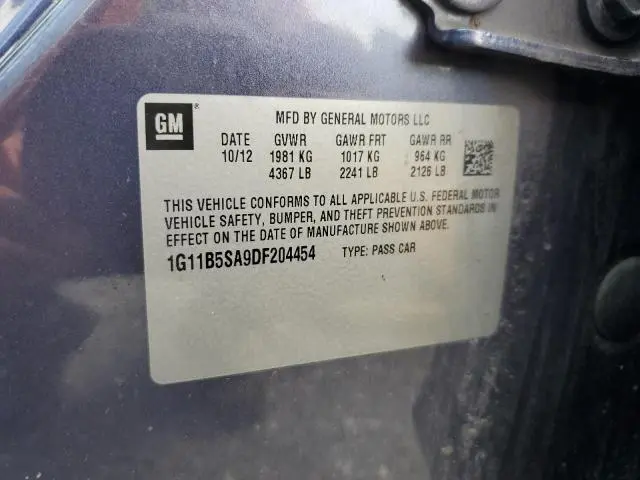 GM®
MFD BY GENERAL MOTORS LLC
DATE GVWR GAWR FRT GAWR RR
10/12 1981 KG 1017 KG 964 KG
4367 LB 2241 LB 2126 LB
THIS VEHICLE CONFORMS TO ALL APPLICABLE U.S. FEDERAL MOTOR
VEHICLE SAFETY, BUMPER, AND THEFT PREVENTION STANDARDS IN
EFFECT ON THE DATE OF MANUFACTURE SHOWN ABOVE.
1G11B5SA9DF204454 TYPE: PASS CAR